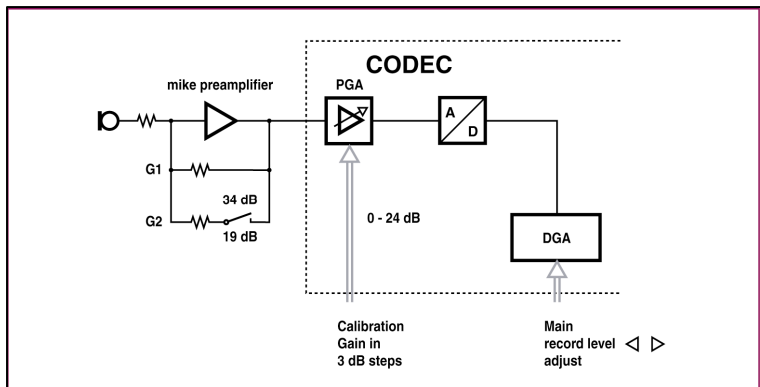 CODEC
mike preamplifier
PGA
A
D
G1
34 dB
G2
19 dB
0 - 24 dB
DGA
Calibration
Gain in
3 dB steps
Main
record level
adjust